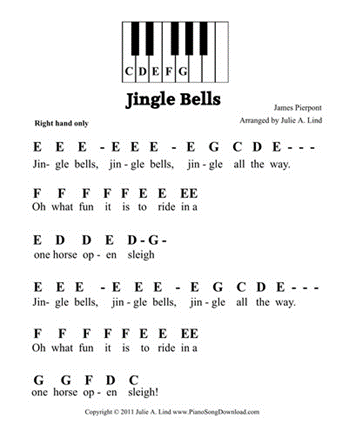 C D E F G
Jingle Bells
James Pierpont
Right hand only
Arranged by Julie A. Lind
E E E - E E E - E G C D E - - -
Jin- gle bells, jin - gle bells, jin - gle all the way.
F F F F F E E EE
Oh what fun it is to ride in a
E D D E D - G -
one horse op - en sleigh
E E E - E E E - E G C D E - - -
Jin- gle bells, jin - gle bells, jin - gle all the way.
F F F F F E E EE
Oh what fun it is to ride in a
G G F D C
one horse op - en sleigh!
Copyright © 2011 Julie A. Lind www.PianoSongDownload.com